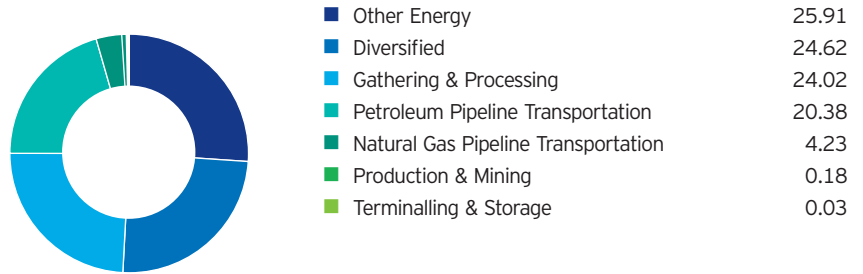 Other Energy 25.91
Diversified 24.62
Gathering & Processing 24.02
Petroleum Pipeline Transportation 20.38
Natural Gas Pipeline Transportation 4.23
Production & Mining 0.18
Terminalling & Storage 0.03